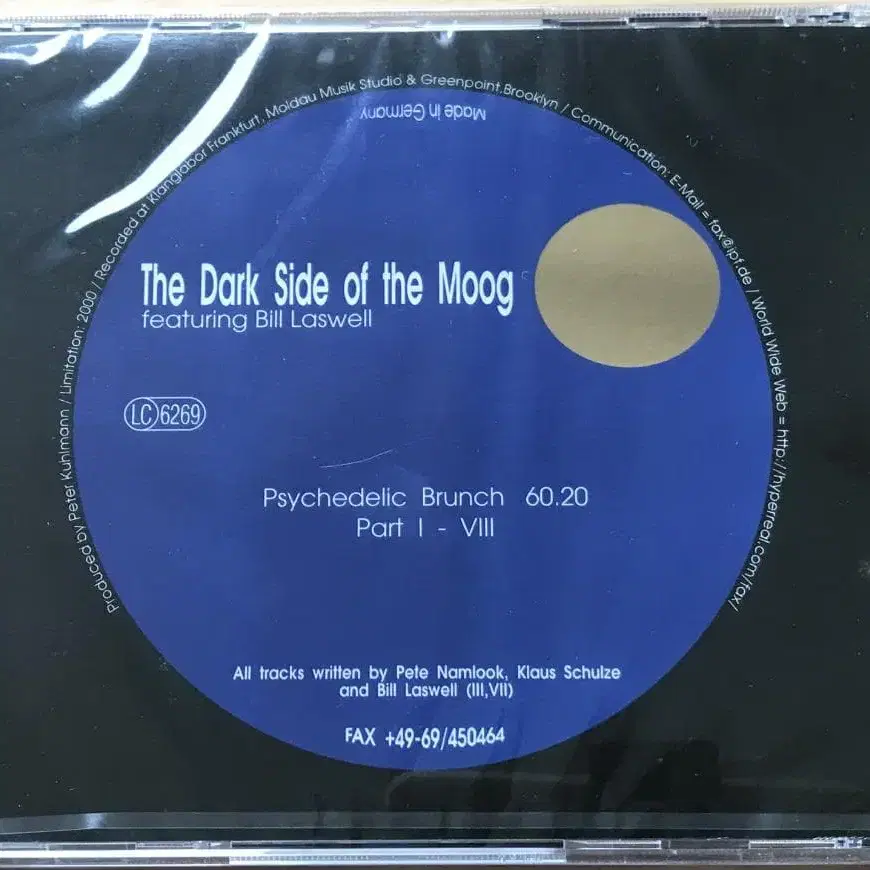 Produced by Peter Kuhlmann / Limitation: 2000 / Recorded at Klanglabor Frankfurt, Moldau Musik Studio & Greenpoint, Brooklyn / Communication: E-Mail = fax@ipf.de / World Wide Web = http://hyperreal.com/fax/
Made in Germany
The Dark Side of the Moog
featuring Bill Laswell
LC 6269
Psychedelic Brunch 60.20
Part I - VIII
All tracks written by Pete Namlook, Klaus Schulze
and Bill Laswell (III,VII)
FAX +49-69/450464